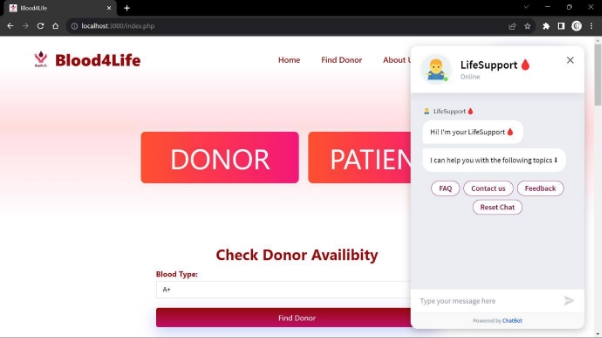 Blood4Life
localhost:3000/index.php
Blood4Life
Home
Find Donor
About U
DONOR
PATIEN
Check Donor Availibity
Blood Type:
A+
Find Donor
LifeSupport
Online
LifeSupport
Hi! I'm your LifeSupport
I can help you with the following topics
FAQ
Contact us
Feedback
Reset Chat
Type your message here
Powered by ChatBot